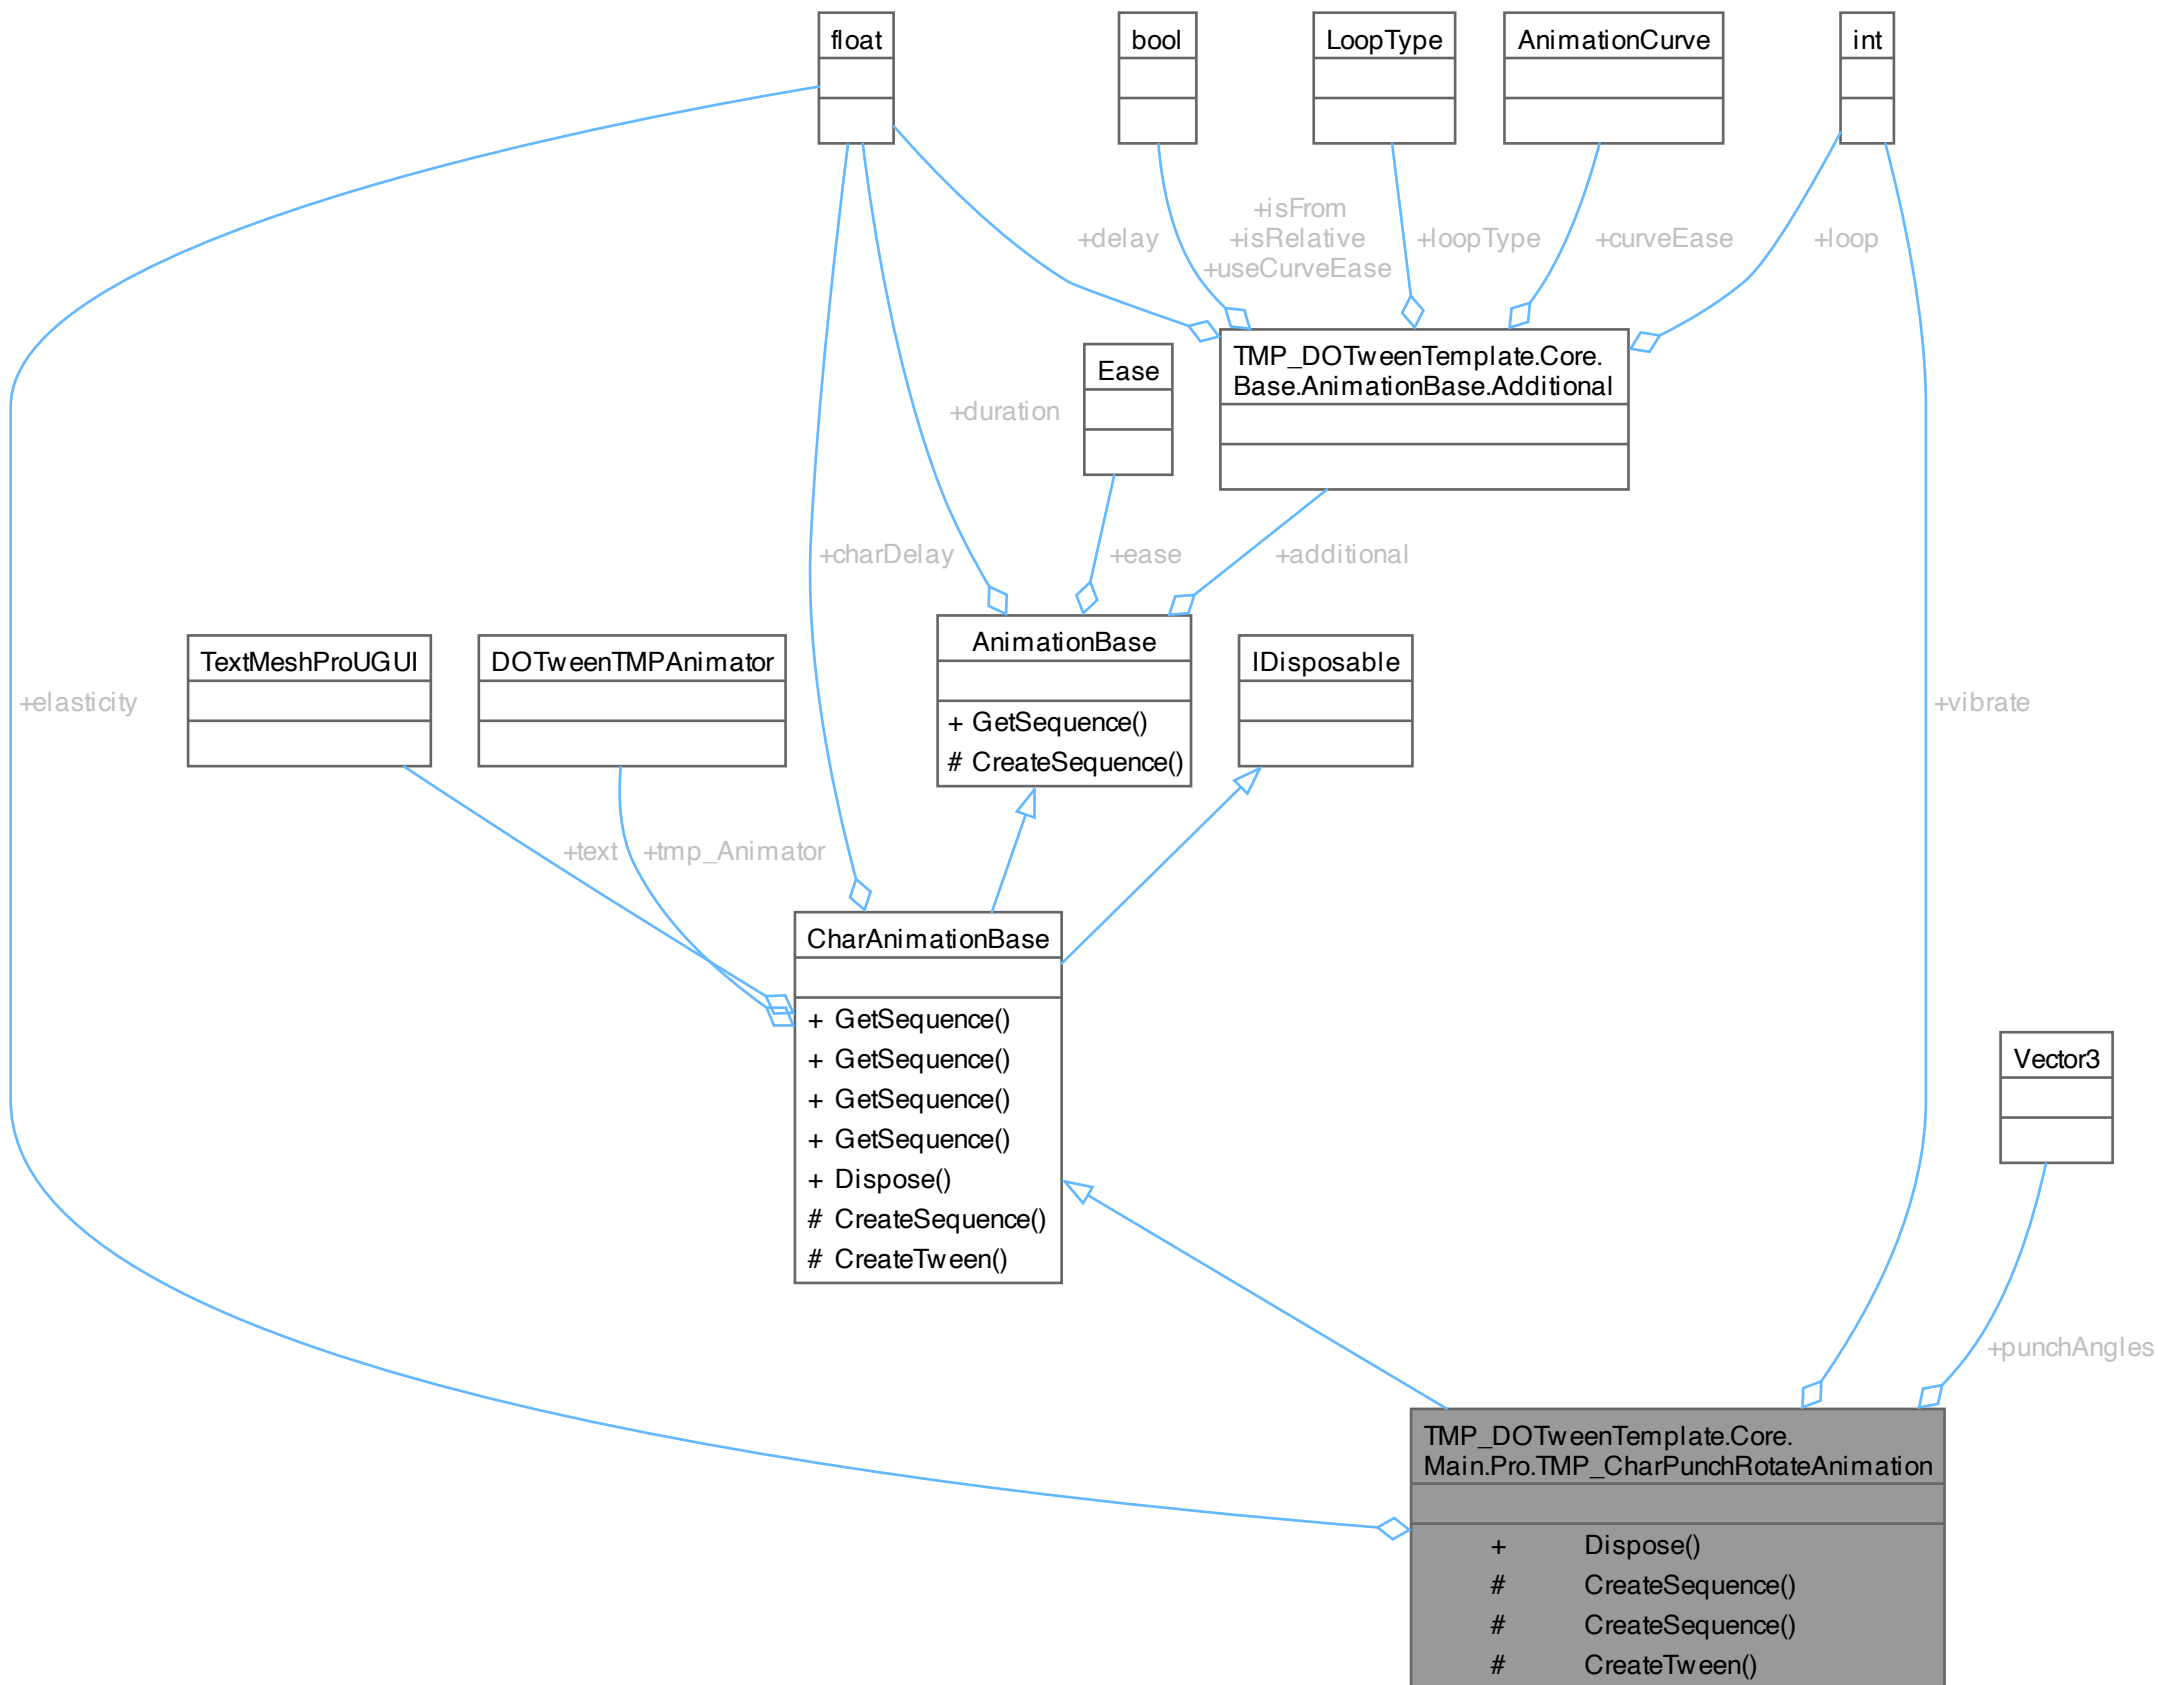 float
bool
LoopType
AnimationCurve
int
+isFrom
+delay
+isRelative
+loopType
+curveEase
+loop
+useCurveEase
TMP_DOTweenTemplate.Core.
Base.AnimationBase.Additional
Ease
+duration
+charDelay
+ease
+additional
AnimationBase
+ GetSequence()
# CreateSequence()
TextMeshProUGUI
DOTweenTMPAnimator
IDisposable
+elasticity
+vibrate
+text
+tmp_Animator
CharAnimationBase
+ GetSequence()
+ GetSequence()
+ GetSequence()
+ GetSequence()
+ Dispose()
# CreateSequence()
# CreateTween()
Vector3
+punchAngles
TMP_DOTweenTemplate.Core.
Main.Pro.TMP_CharPunchRotateAnimation
+ Dispose()
# CreateSequence()
# CreateSequence()
# CreateTween()